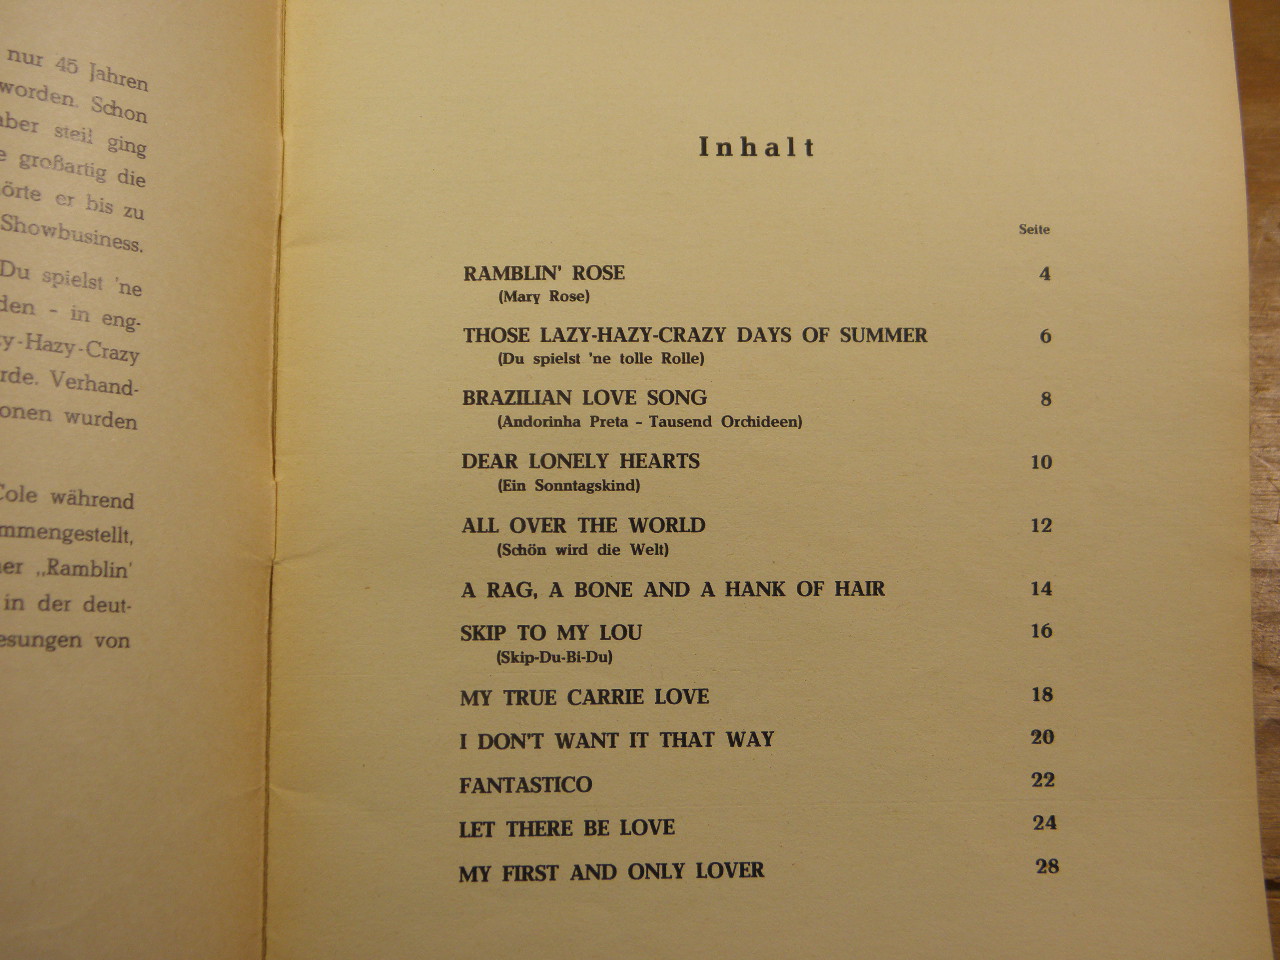 nur 45 Jahren
worden. Schon
aber steil ging
großartig die
örte er bis zu
Showbusiness.
Du spielst 'ne
den - in eng-
zy-Hazy-Crazy
rde. Verhand-
onen wurden
Cole während
mmengestellt,
er „Ramblin'
in der deut-
esungen von
Inhalt
Seite
RAMBLIN' ROSE 4
(Mary Rose)
THOSE LAZY-HAZY-CRAZY DAYS OF SUMMER 6
(Du spielst 'ne tolle Rolle)
BRAZILIAN LOVE SONG 8
(Andorinha Preta - Tausend Orchideen)
DEAR LONELY HEARTS 10
(Ein Sonntagskind)
ALL OVER THE WORLD 12
(Schön wird die Welt)
A RAG, A BONE AND A HANK OF HAIR 14
SKIP TO MY LOU 16
(Skip-Du-Bi-Du)
MY TRUE CARRIE LOVE 18
I DON'T WANT IT THAT WAY 20
FANTASTICO 22
LET THERE BE LOVE 24
MY FIRST AND ONLY LOVER 28